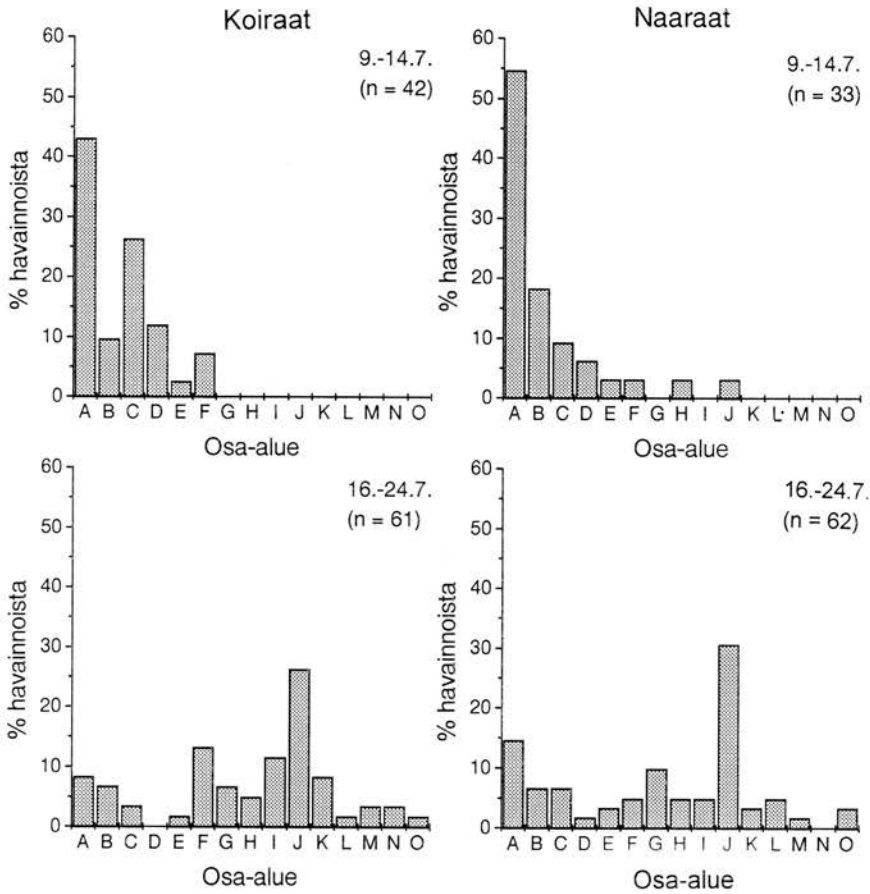 Koiraat
9.-14.7.
(n = 42)
% havainnoista
60
50
40
30
20
10
0
A B C D E F G H I J K L M N O
Osa-alue
Naaraat
9.-14.7.
(n = 33)
% havainnoista
60
50
40
30
20
10
0
A B C D E F G H I J K L M N O
Osa-alue
16.-24.7.
(n = 61)
% havainnoista
60
50
40
30
20
10
0
A B C D E F G H I J K L M N O
Osa-alue
16.-24.7.
(n = 62)
% havainnoista
60
50
40
30
20
10
0
A B C D E F G H I J K L M N O
Osa-alue